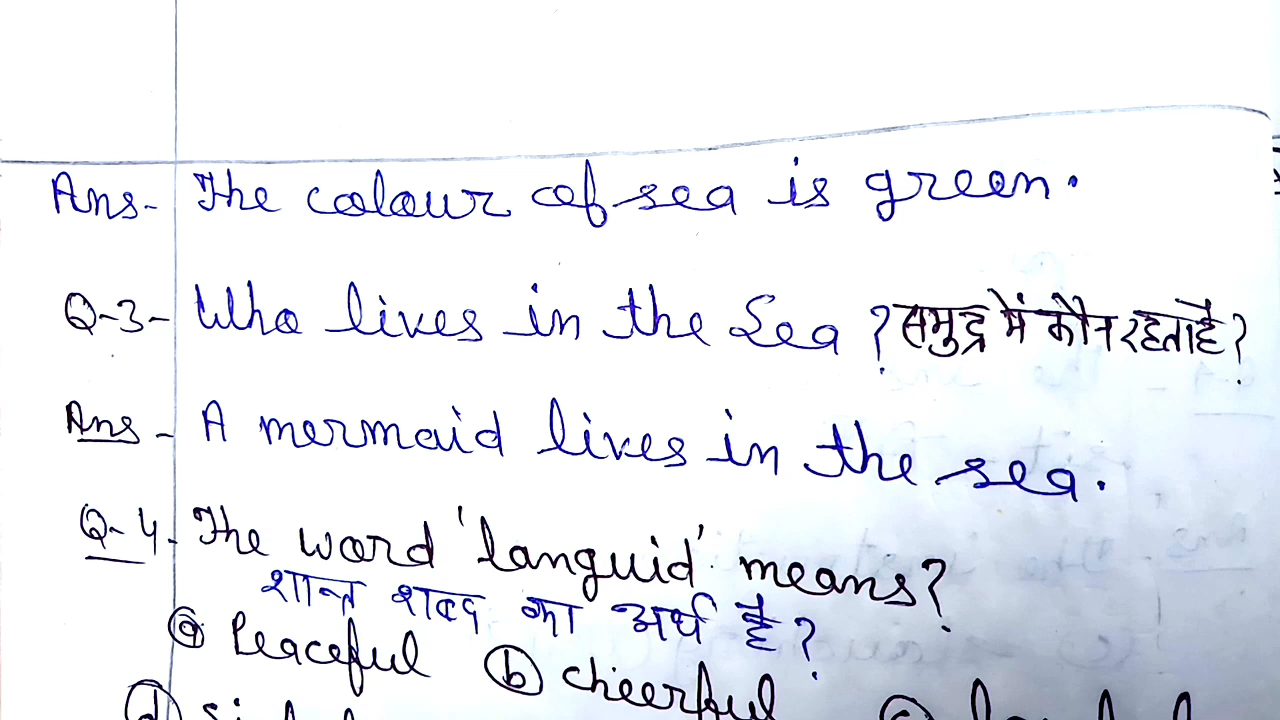 Ans- The colour of sea is green.
Q-3- Who lives in the Sea ? समुद्र में कौन रहता है ?
Ans - A mermaid lives in the sea.
Q-4. The word 'languid' means?
शान्त शब्द का अर्थ है ?
(a) Peaceful (b) cheerful (c)
(d)